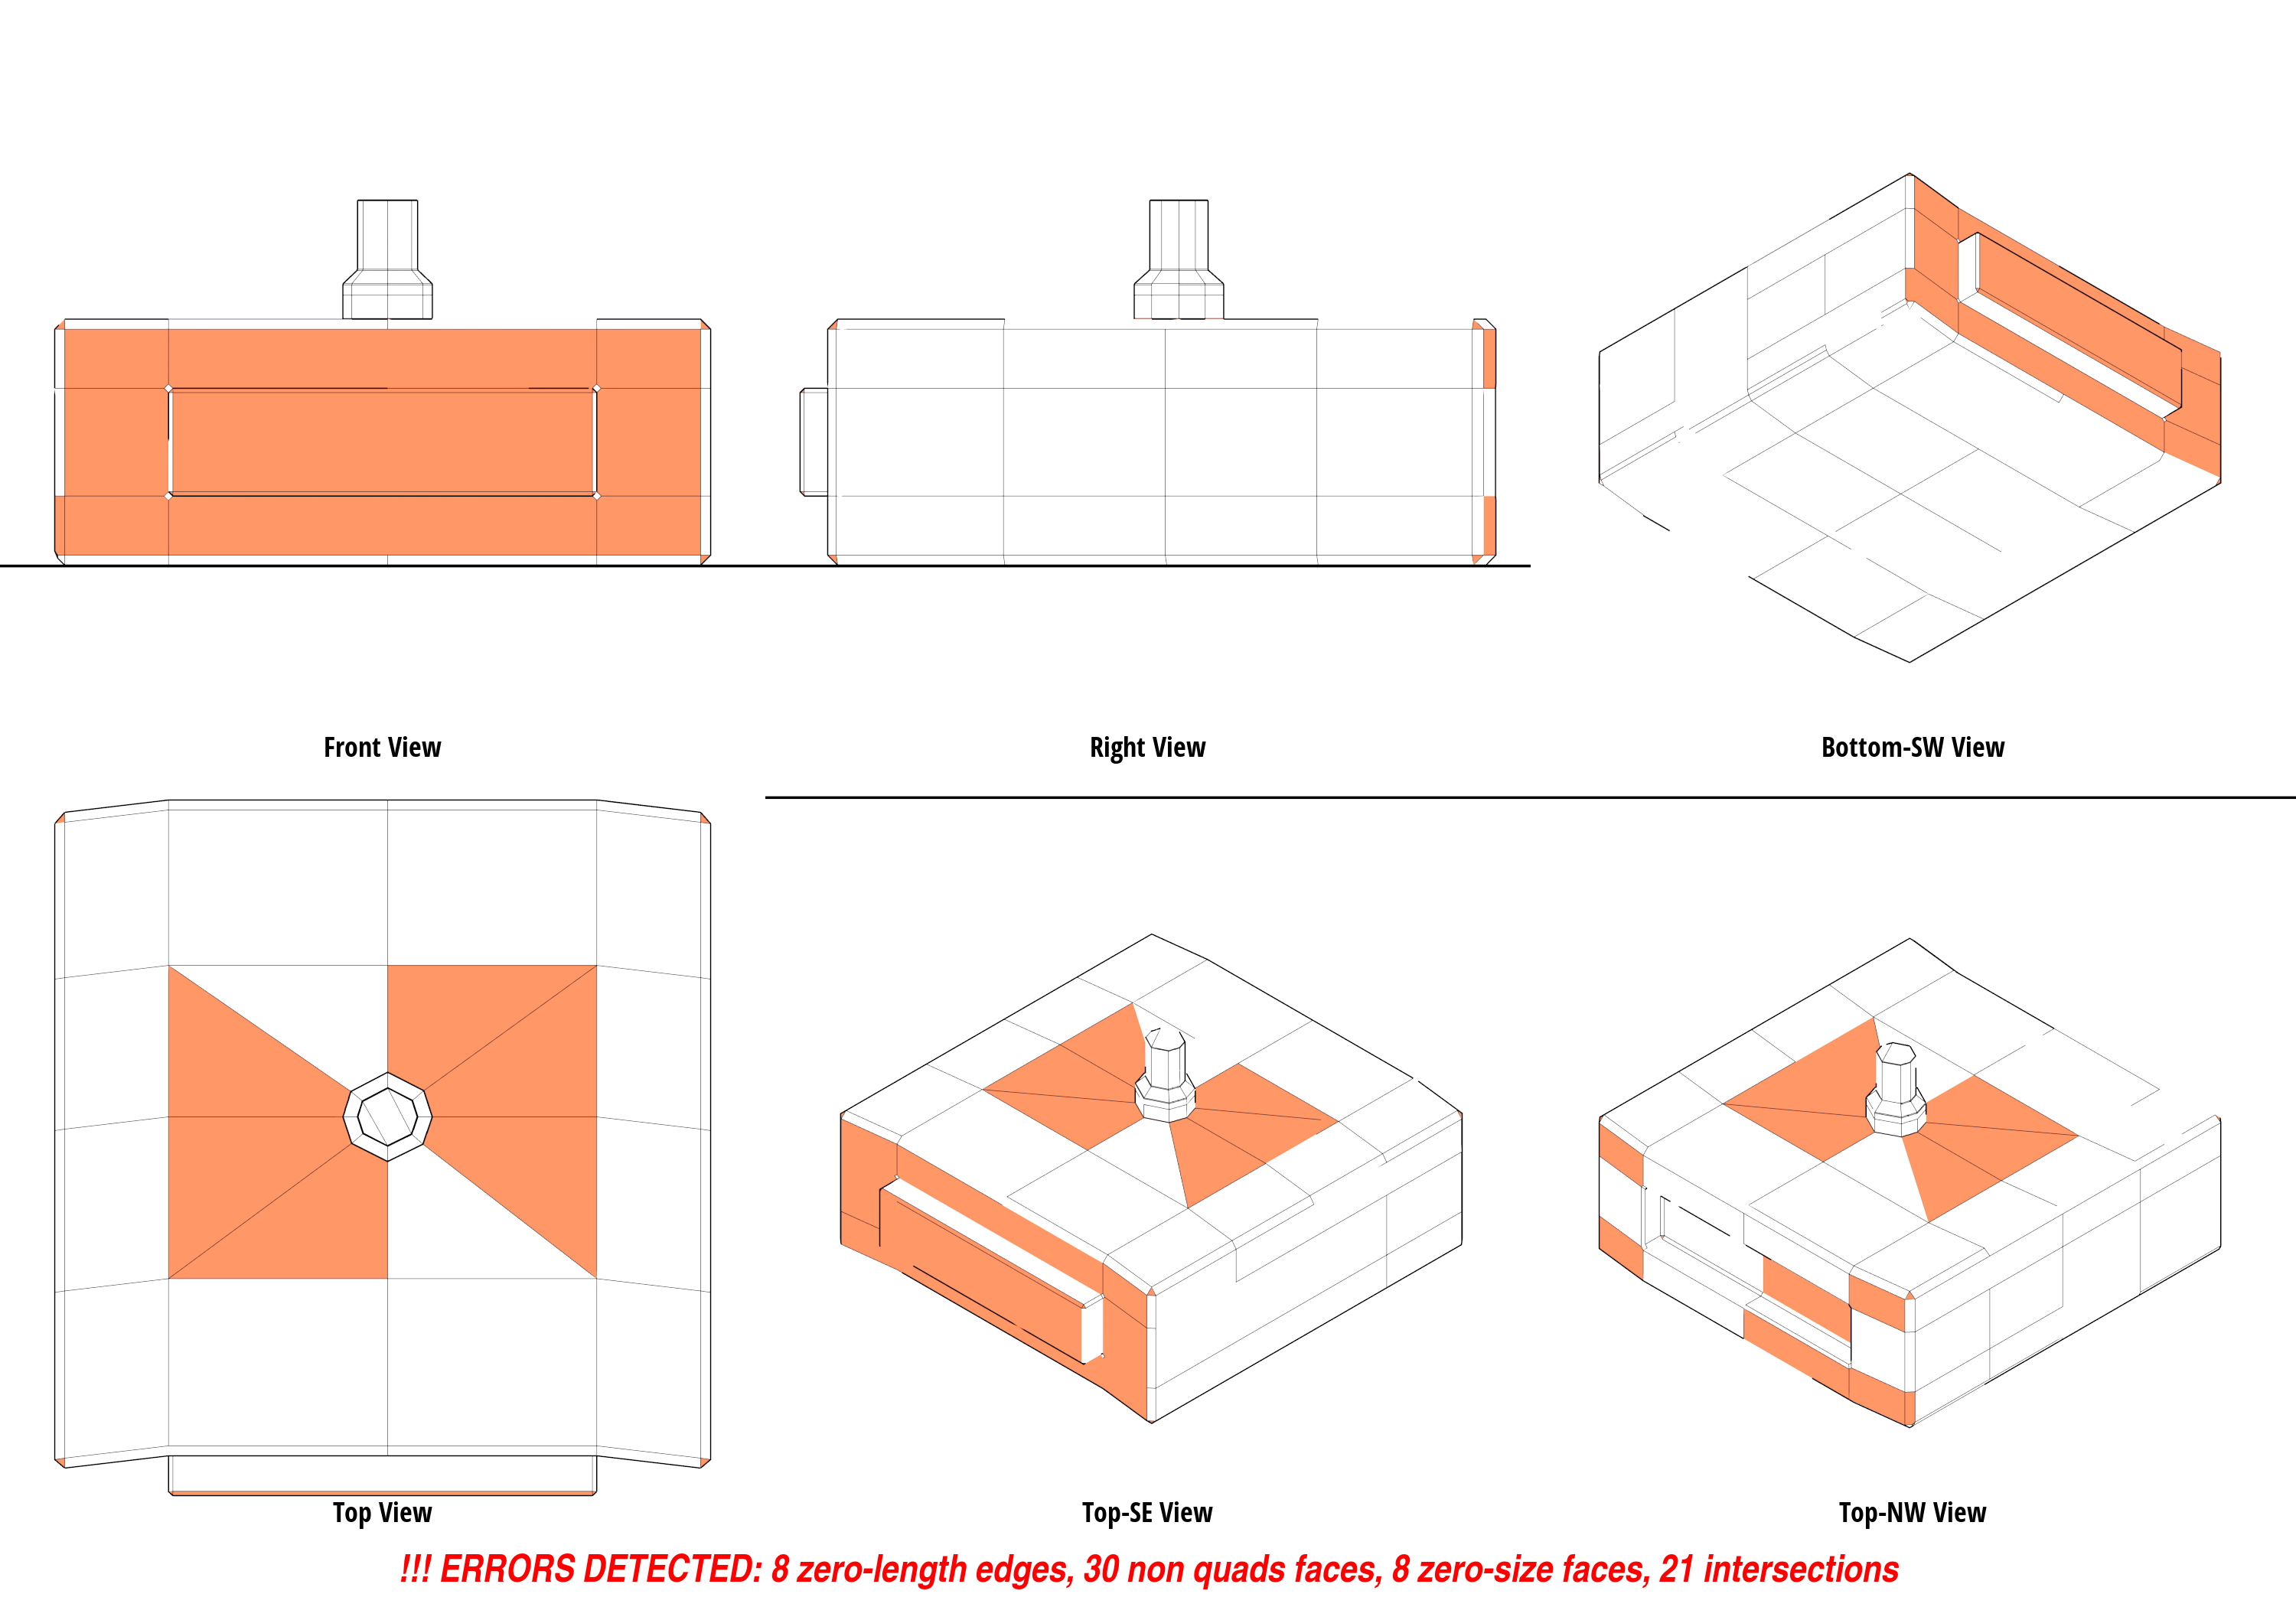 Front View
Right View
Bottom-SW View
Top View
Top-SE View
Top-NW View
!!! ERRORS DETECTED: 8 zero-length edges, 30 non quads faces, 8 zero-size faces, 21 intersections